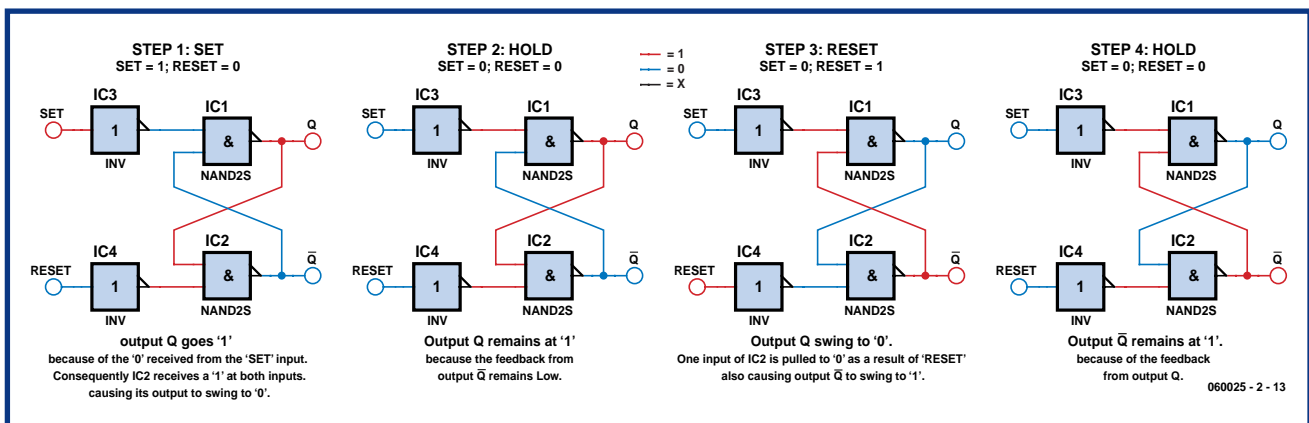 STEP 1: SET
SET = 1; RESET = 0
IC3
SET
1
INV
IC1
&
NAND2S
Q
IC4
RESET
1
INV
IC2
&
NAND2S
Q̅
output Q goes ‘1’
because of the ‘0’ received from the ‘SET’ input.
Consequently IC2 receives a ‘1’ at both inputs.
causing its output to swing to ‘0’.
STEP 2: HOLD
SET = 0; RESET = 0
IC3
SET
1
INV
IC1
&
NAND2S
Q
IC4
RESET
1
INV
IC2
&
NAND2S
Q̅
Output Q remains at ‘1’
because the feedback from
output Q̅ remains Low.
= 1
= 0
= X
STEP 3: RESET
SET = 0; RESET = 1
IC3
SET
1
INV
IC1
&
NAND2S
Q
IC4
RESET
1
INV
IC2
&
NAND2S
Q̅
Output Q swing to ‘0’.
One input of IC2 is pulled to ‘0’ as a result of ‘RESET’
also causing output Q̅ to swing to ‘1’.
STEP 4: HOLD
SET = 0; RESET = 0
IC3
SET
1
INV
IC1
&
NAND2S
Q
IC4
RESET
1
INV
IC2
&
NAND2S
Q̅
Output Q̅ remains at ‘1’.
because of the feedback
from output Q.
060025 - 2 - 13